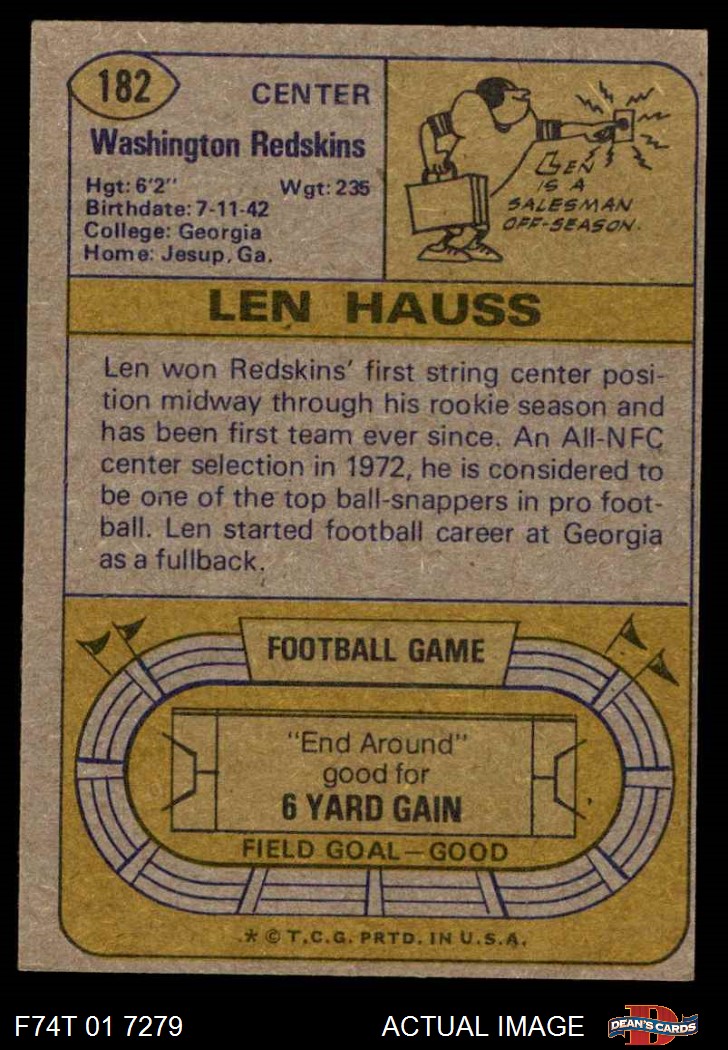 182
CENTER
Washington Redskins
Hgt: 6'2" Wgt: 235
Birthdate: 7-11-42
College: Georgia
Home: Jesup, Ga.
LEN
IS A
SALESMAN
OFF-SEASON.
LEN HAUSS
Len won Redskins' first string center posi-
tion midway through his rookie season and
has been first team ever since. An All-NFC
center selection in 1972, he is considered to
be one of the top ball-snappers in pro foot-
ball. Len started football career at Georgia
as a fullback.
FOOTBALL GAME
"End Around"
good for
6 YARD GAIN
FIELD GOAL—GOOD
* © T.C.G. PRTD. IN U.S.A.
F74T 01 7279
ACTUAL IMAGE
D
DEAN'S CARDS